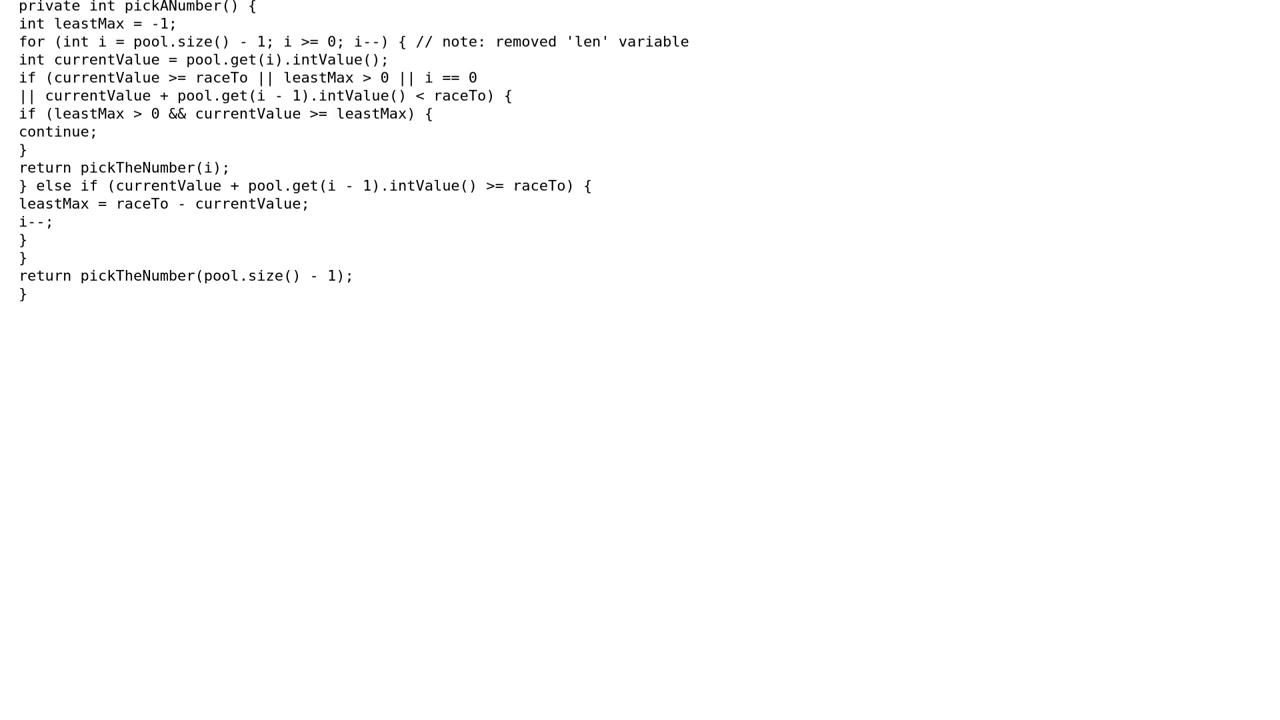 private int pickANumber() {
int leastMax = -1;
for (int i = pool.size() - 1; i >= 0; i--) { // note: removed 'len' variable
int currentValue = pool.get(i).intValue();
if (currentValue >= raceTo || leastMax > 0 || i == 0
|| currentValue + pool.get(i - 1).intValue() < raceTo) {
if (leastMax > 0 && currentValue >= leastMax) {
continue;
}
return pickTheNumber(i);
} else if (currentValue + pool.get(i - 1).intValue() >= raceTo) {
leastMax = raceTo - currentValue;
i--;
}
}
return pickTheNumber(pool.size() - 1);
}